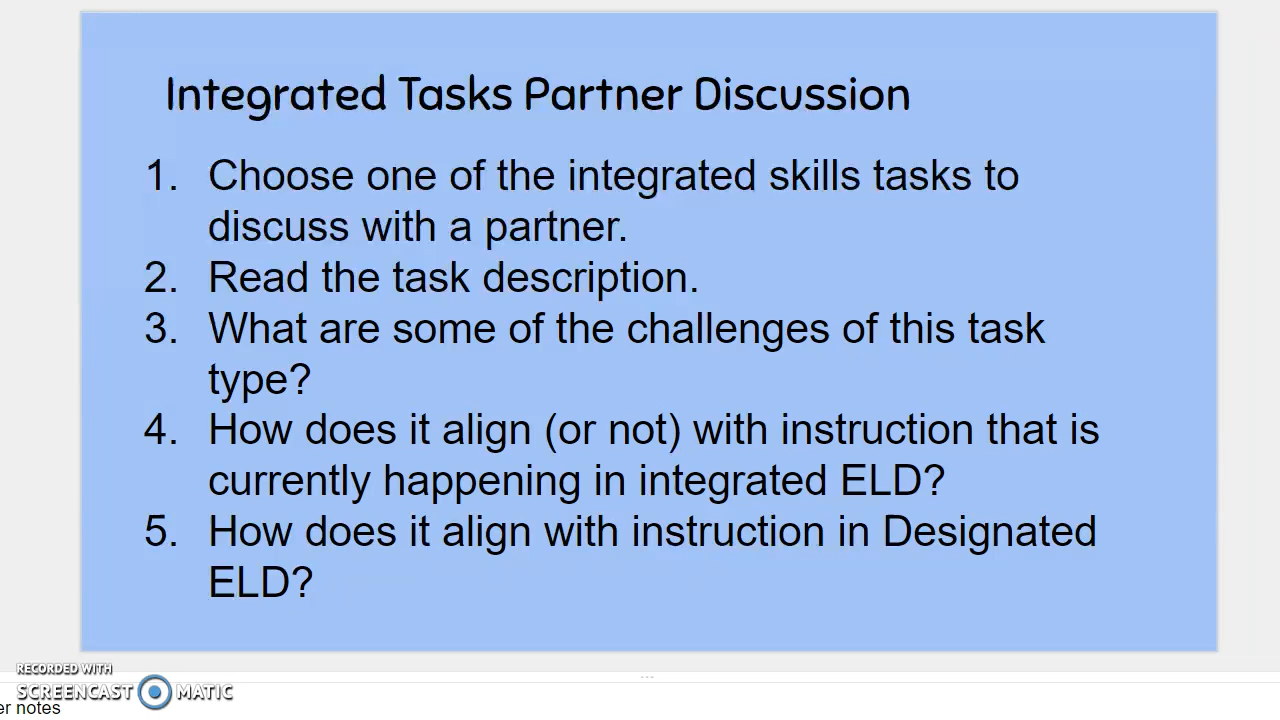 Integrated Tasks Partner Discussion
1. Choose one of the integrated skills tasks to
discuss with a partner.
2. Read the task description.
3. What are some of the challenges of this task
type?
4. How does it align (or not) with instruction that is
currently happening in integrated ELD?
5. How does it align with instruction in Designated
ELD?
RECORDED WITH
SCREENCAST MATIC
er notes